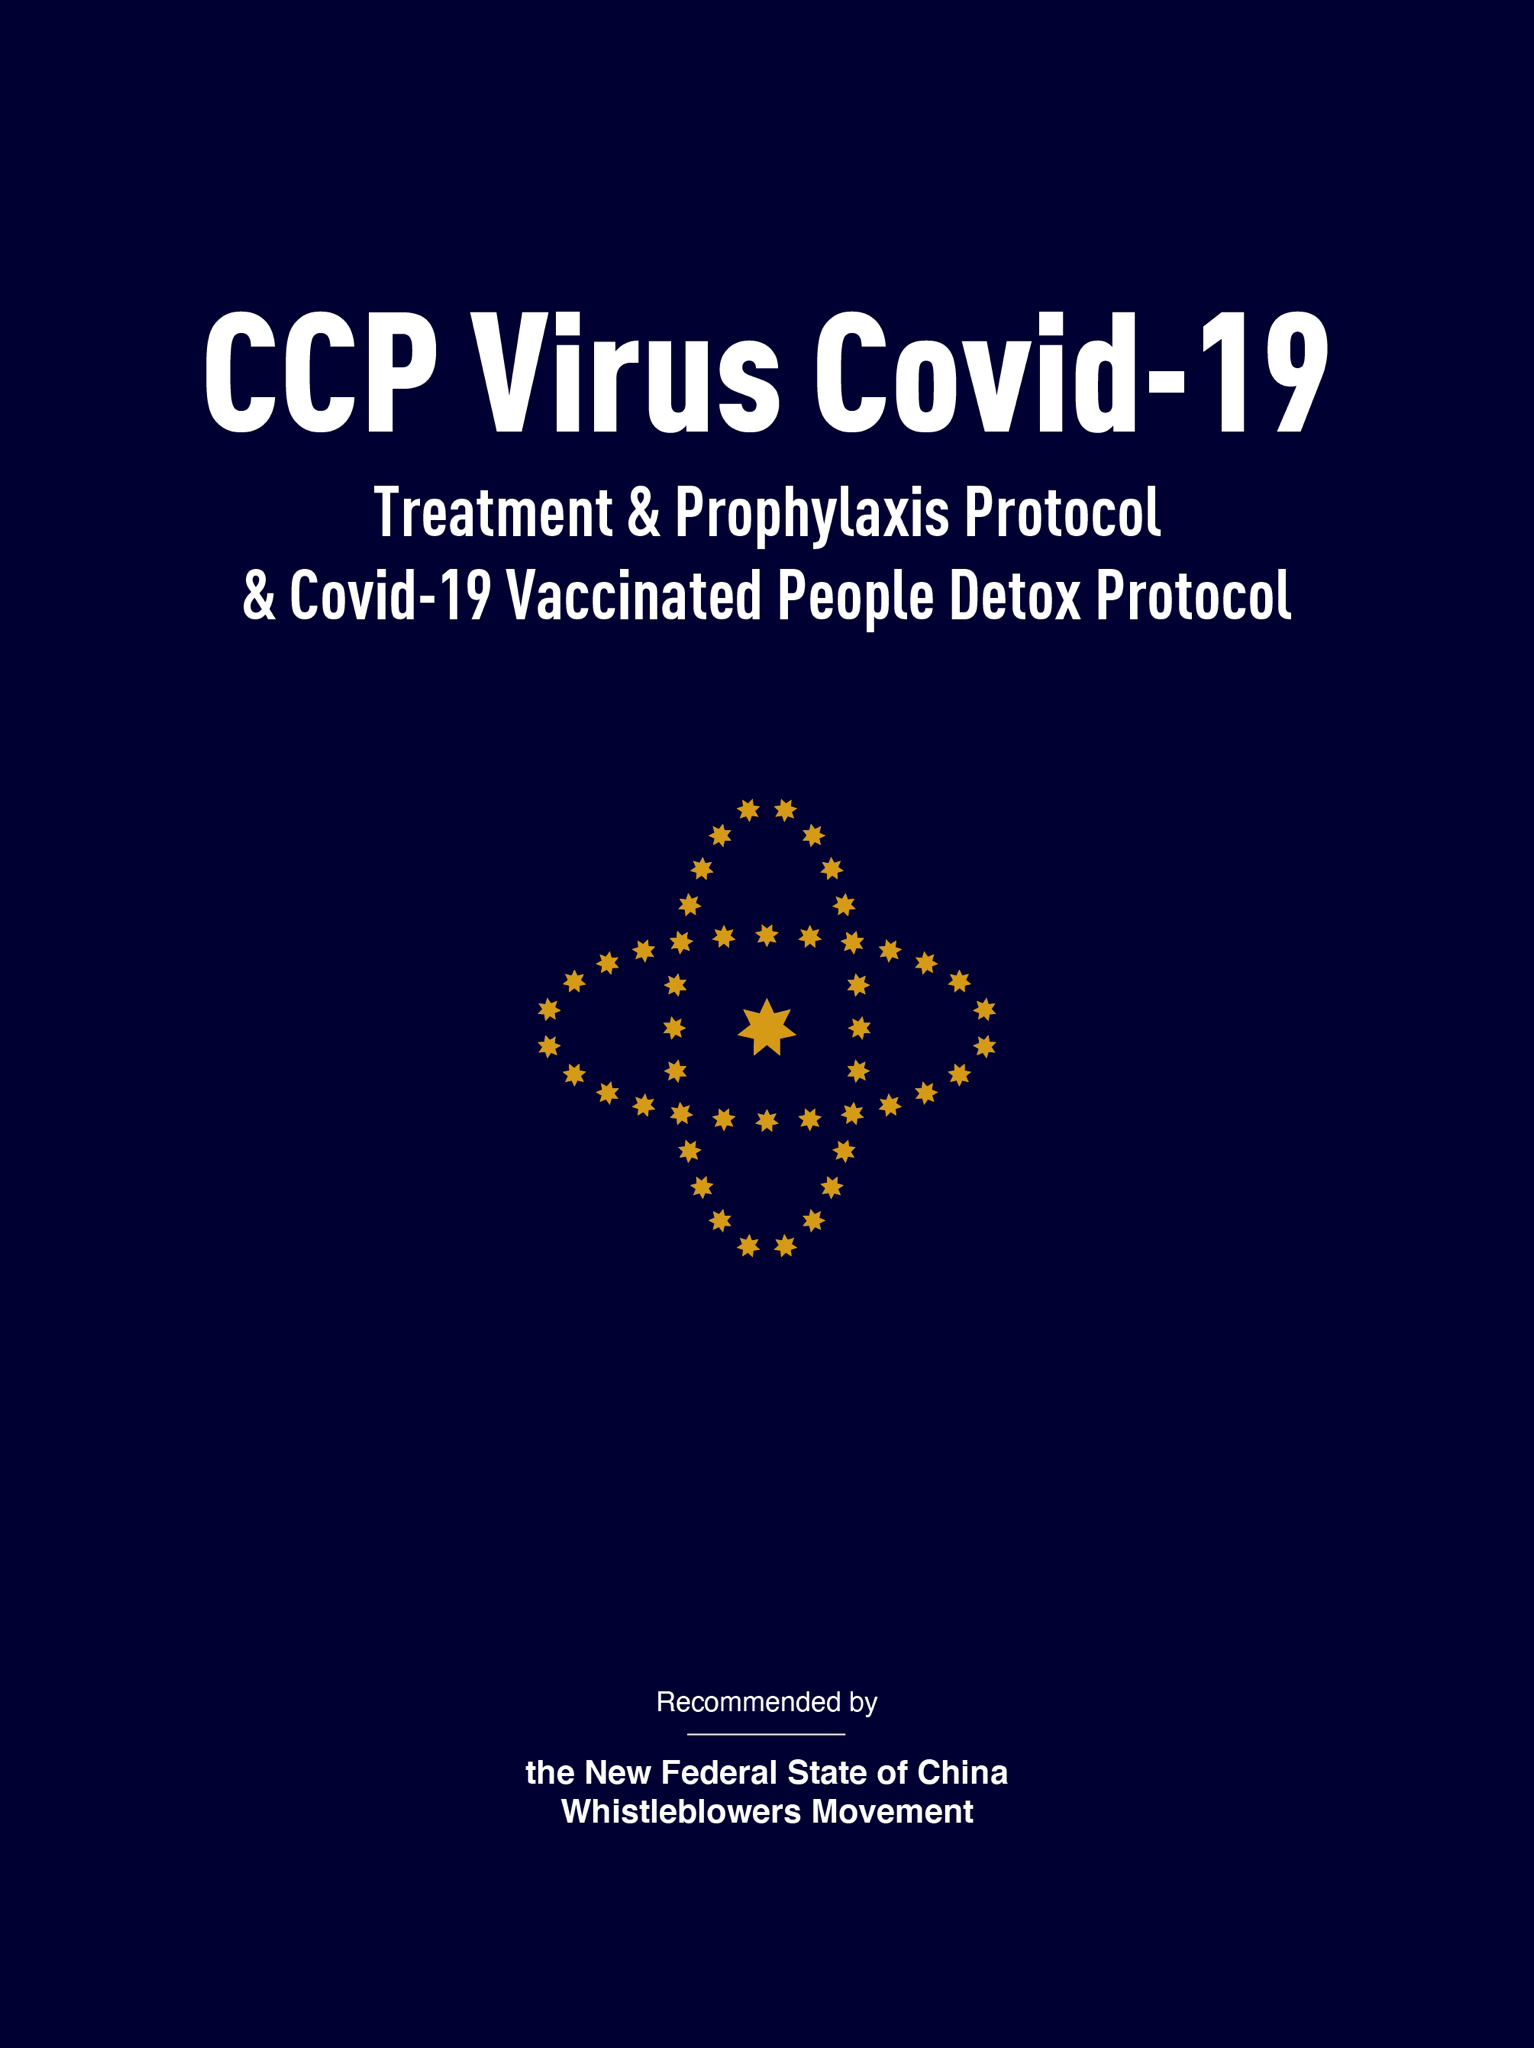 CCP Virus Covid-19
Treatment & Prophylaxis Protocol
& Covid-19 Vaccinated People Detox Protocol
Recommended by
the New Federal State of China
Whistleblowers Movement